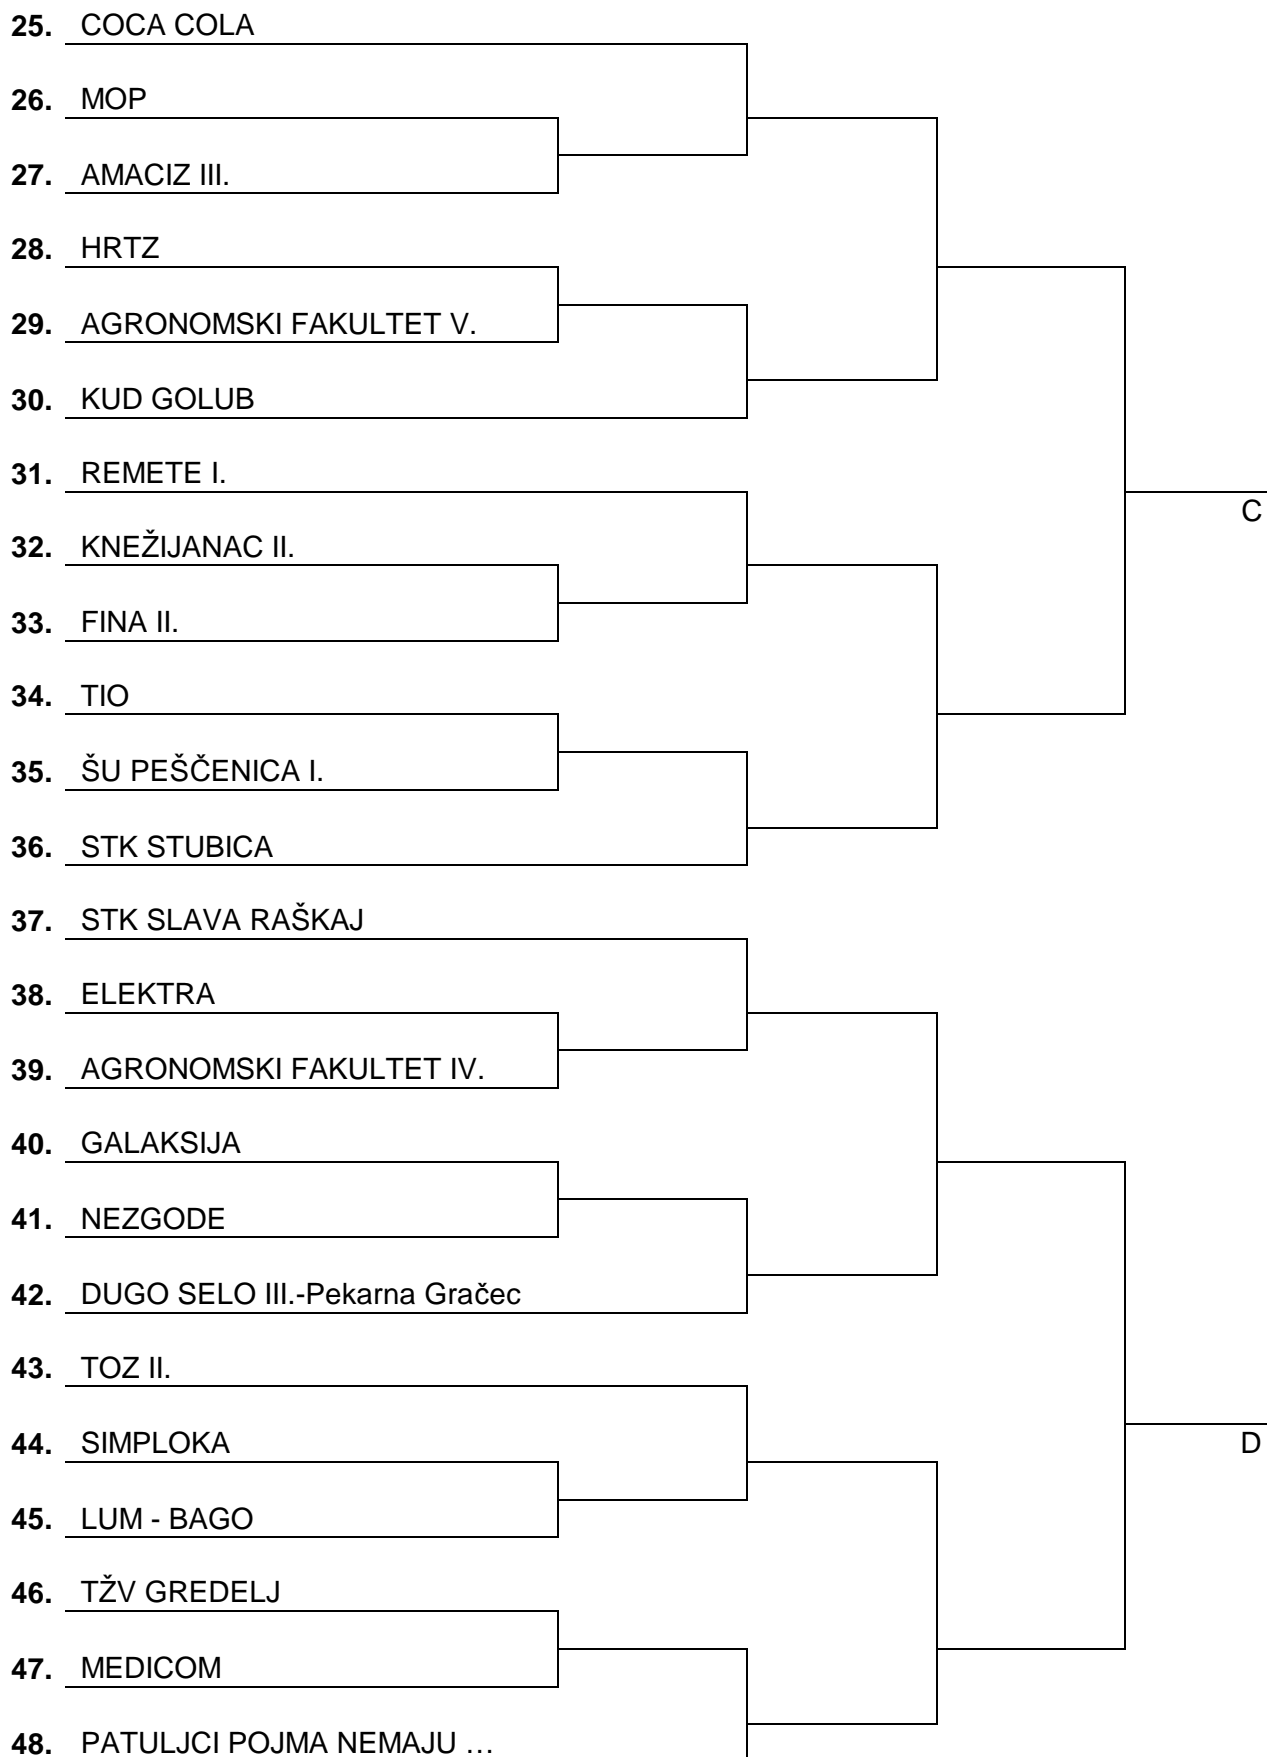 25. COCA COLA
26. MOP
27. AMACIZ III.
28. HRTZ
29. AGRONOMSKI FAKULTET V.
30. KUD GOLUB
31. REMETE I.
C
32. KNEŽIJANAC II.
33. FINA II.
34. TIO
35. ŠU PEŠČENICA I.
36. STK STUBICA
37. STK SLAVA RAŠKAJ
38. ELEKTRA
39. AGRONOMSKI FAKULTET IV.
40. GALAKSIJA
41. NEZGODE
42. DUGO SELO III.-Pekarna Gračec
43. TOZ II.
44. SIMPLOKA
D
45. LUM - BAGO
46. TŽV GREDELJ
47. MEDICOM
48. PATULJCI POJMA NEMAJU …